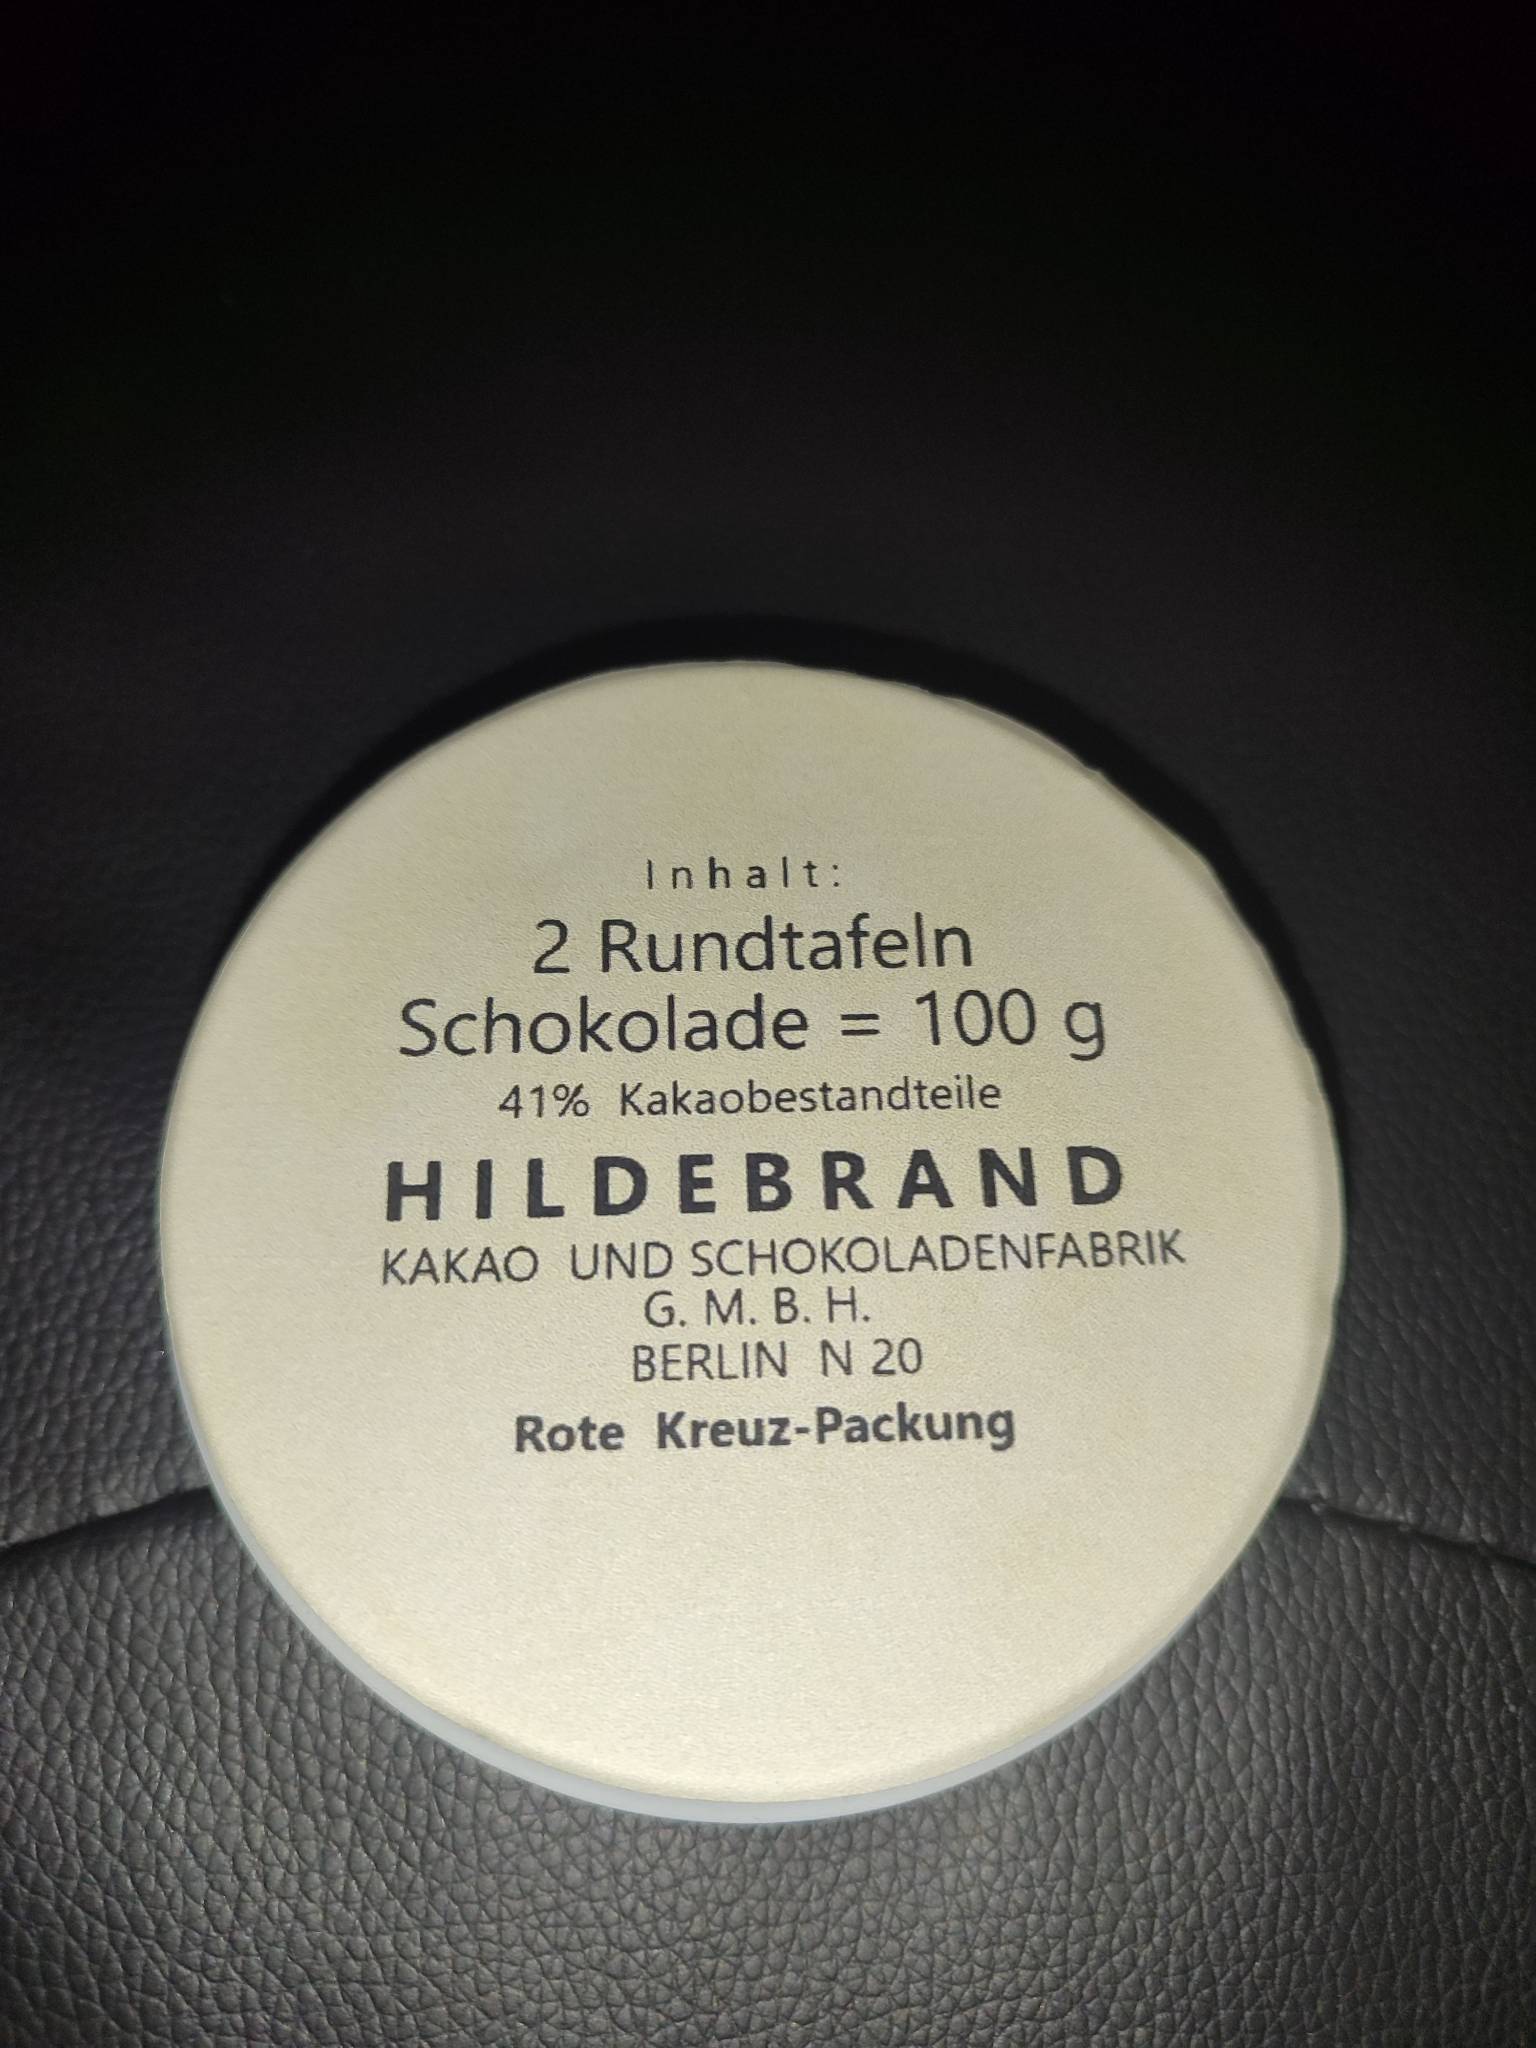 Inhalt:
2 Rundtafeln
Schokolade = 100 g
41% Kakaobestandteile
HILDEBRAND
KAKAO UND SCHOKOLADENFABRIK
G. M. B. H.
BERLIN N 20
Rote Kreuz-Packung